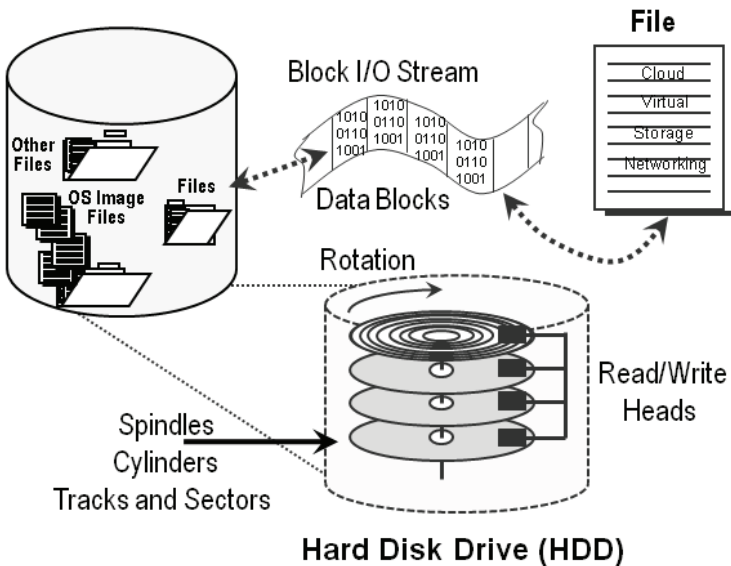 File
Cloud
Virtual
Storage
Networking
Block I/O Stream
1010
0110
1001
1010
0110
1001
1010
0110
1001
1010
0110
1001
Data Blocks
Other
Files
OS Image
Files
Files
Rotation
Read/Write
Heads
Spindles
Cylinders
Tracks and Sectors
Hard Disk Drive (HDD)